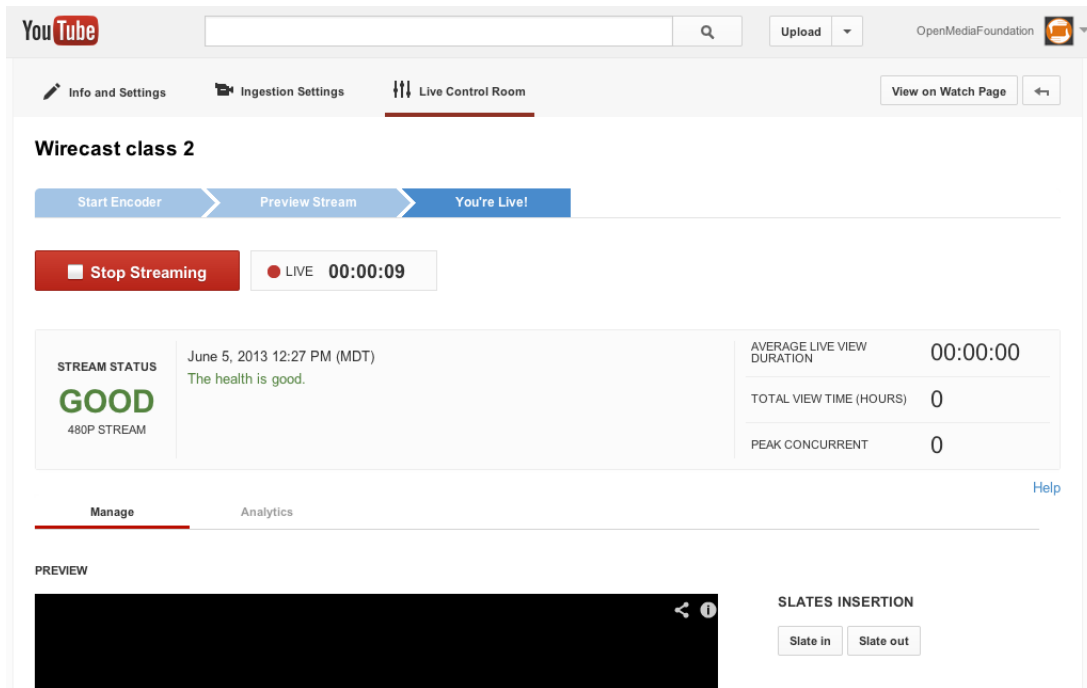 YouTube
Upload
OpenMediaFoundation
Info and Settings
Ingestion Settings
Live Control Room
View on Watch Page
Wirecast class 2
Start Encoder
Preview Stream
You're Live!
Stop Streaming
LIVE 00:00:09
STREAM STATUS
GOOD
480P STREAM
June 5, 2013 12:27 PM (MDT)
The health is good.
AVERAGE LIVE VIEW
DURATION
00:00:00
TOTAL VIEW TIME (HOURS) 0
PEAK CONCURRENT 0
Help
Manage
Analytics
PREVIEW
SLATES INSERTION
Slate in
Slate out